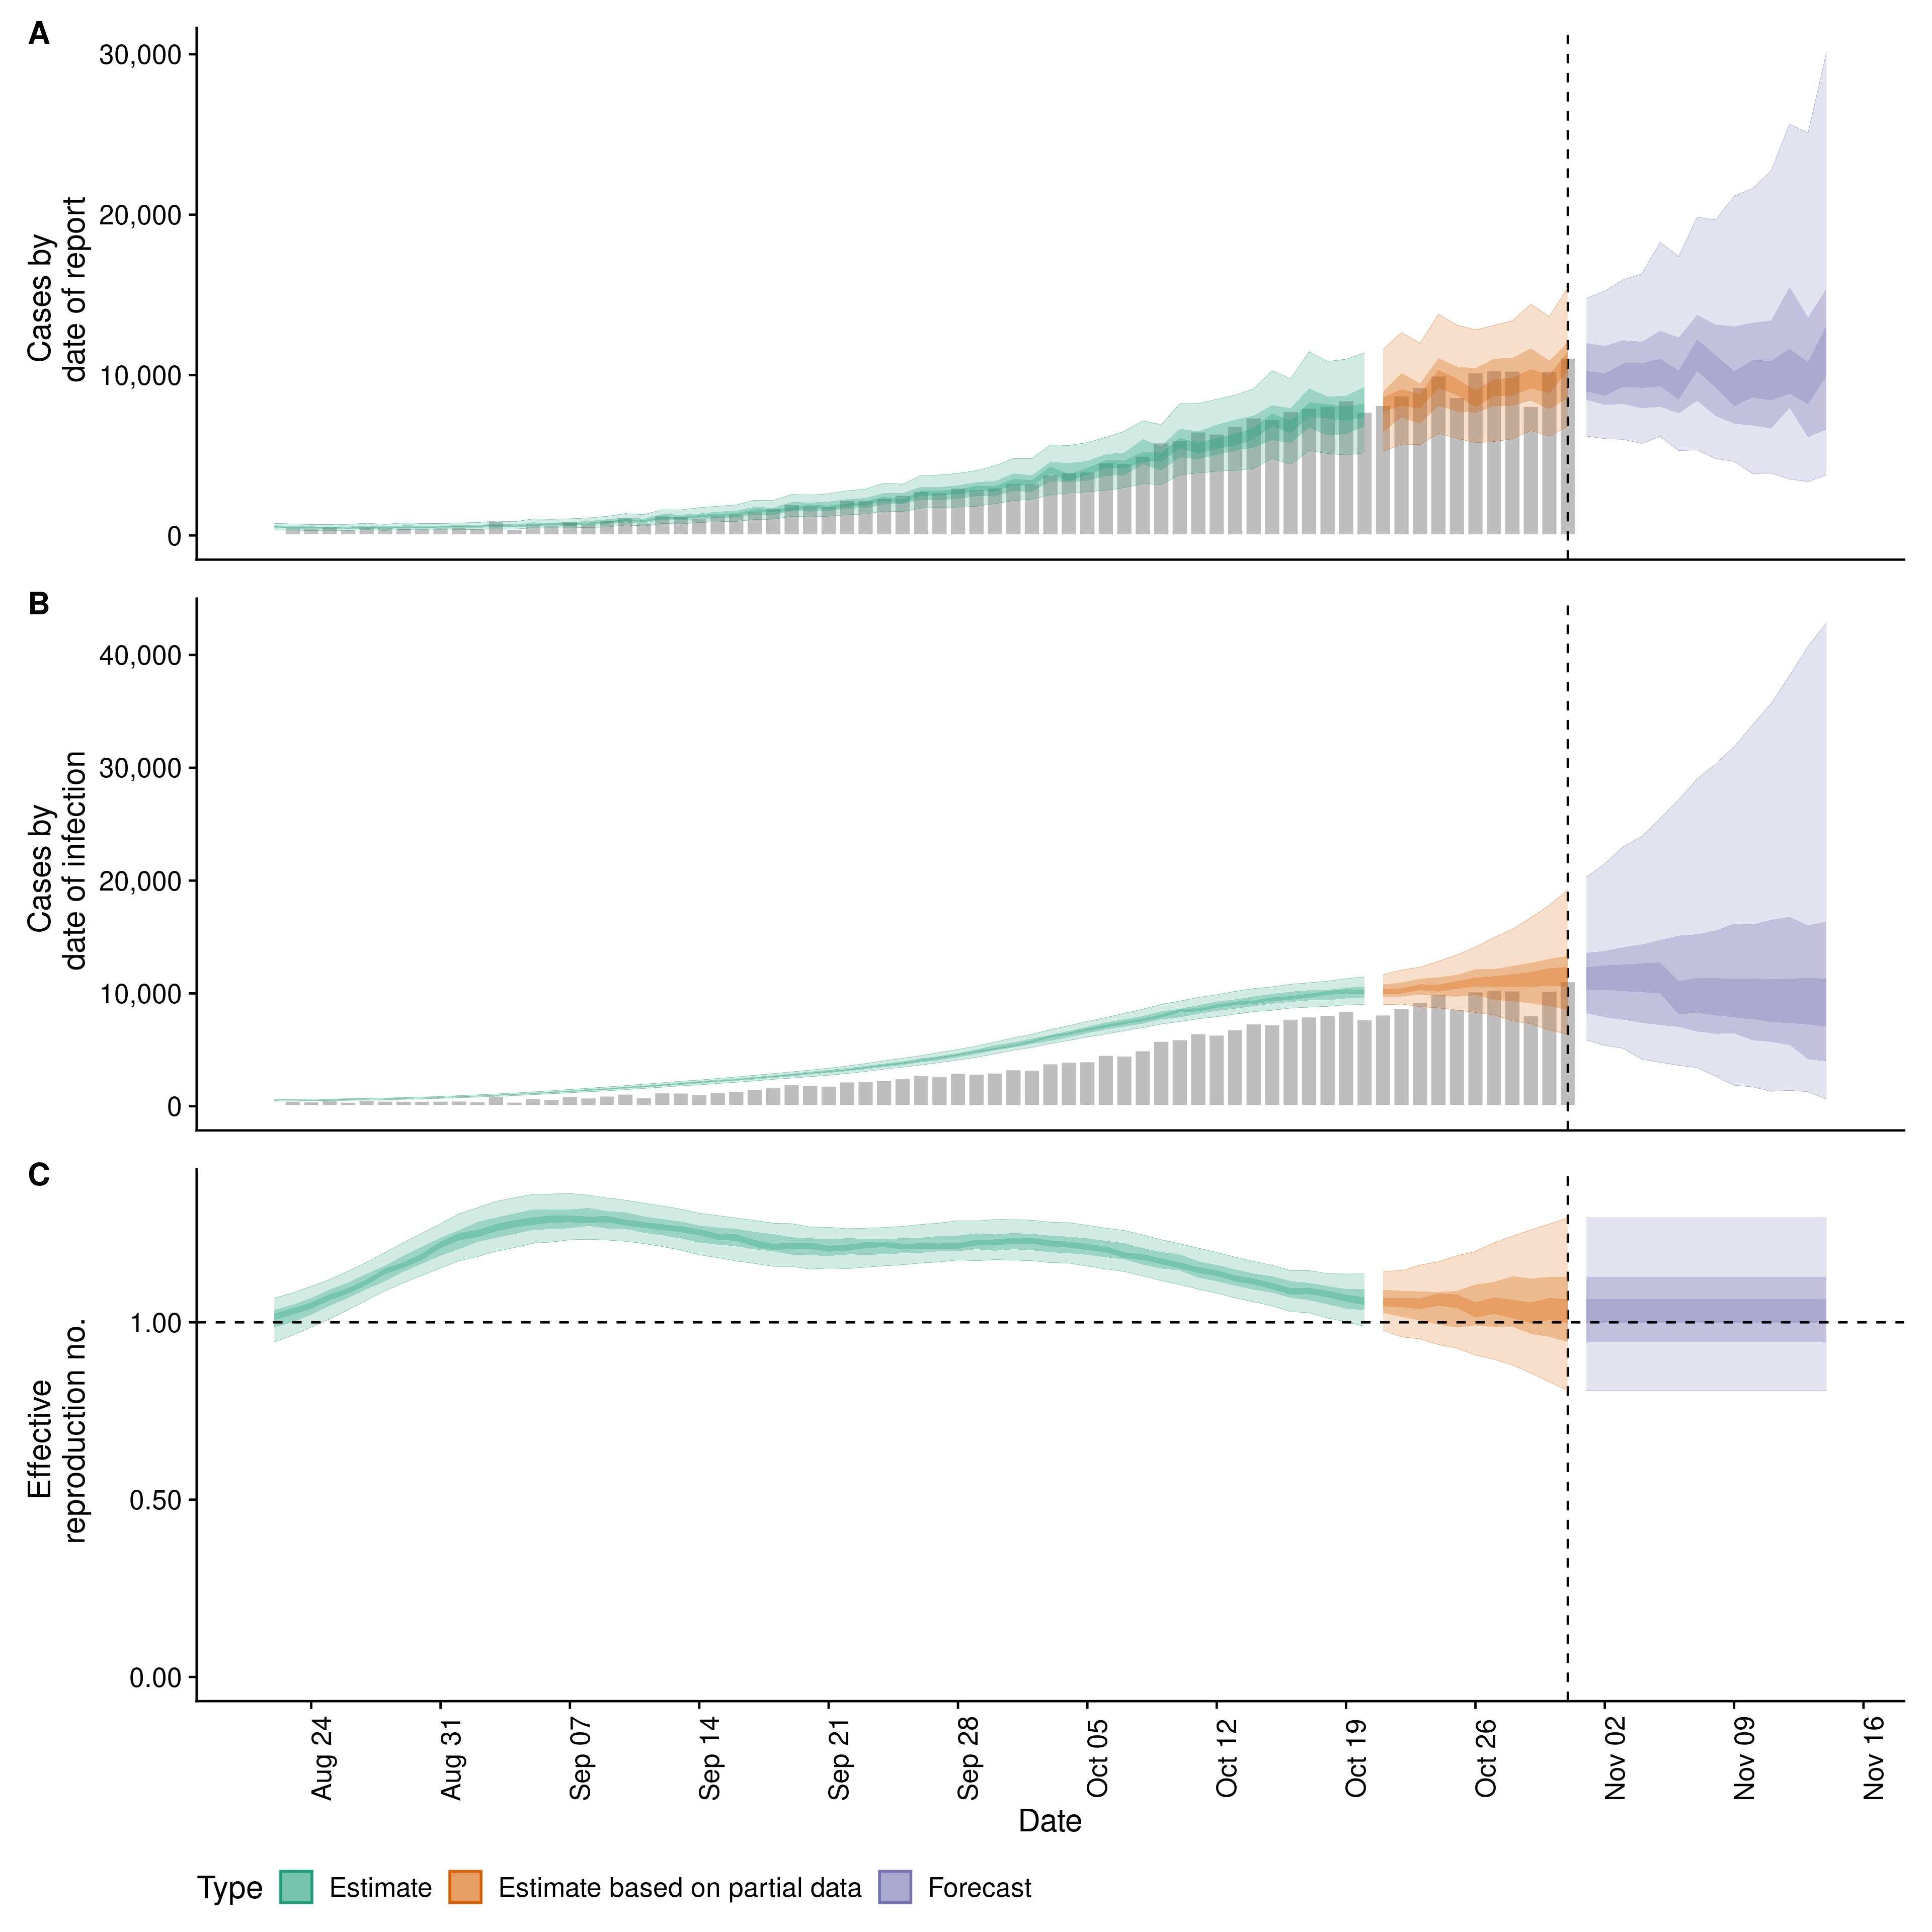 A
30,000
20,000
10,000
0
Cases by
date of report
B
40,000
30,000
20,000
10,000
0
Cases by
date of infection
C
1.00
0.50
0.00
Effective
reproduction no.
Aug 24
Aug 31
Sep 07
Sep 14
Sep 21
Sep 28
Oct 05
Oct 12
Oct 19
Oct 26
Nov 02
Nov 09
Nov 16
Date
Type Estimate Estimate based on partial data Forecast